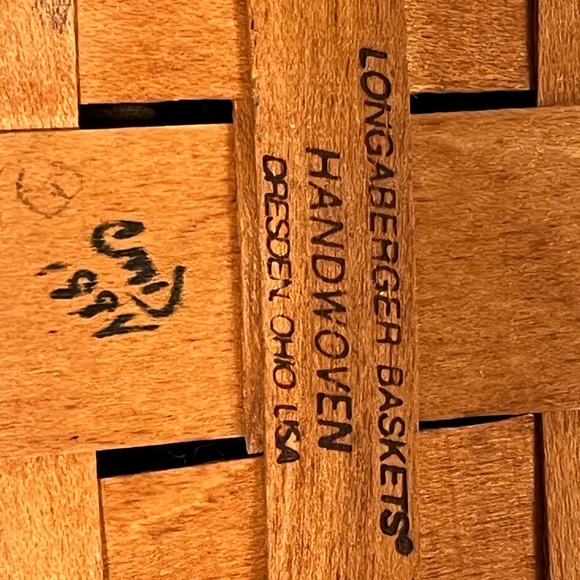 LONGABERGER BASKETS®
HANDWOVEN
DRESDEN OHIO USA